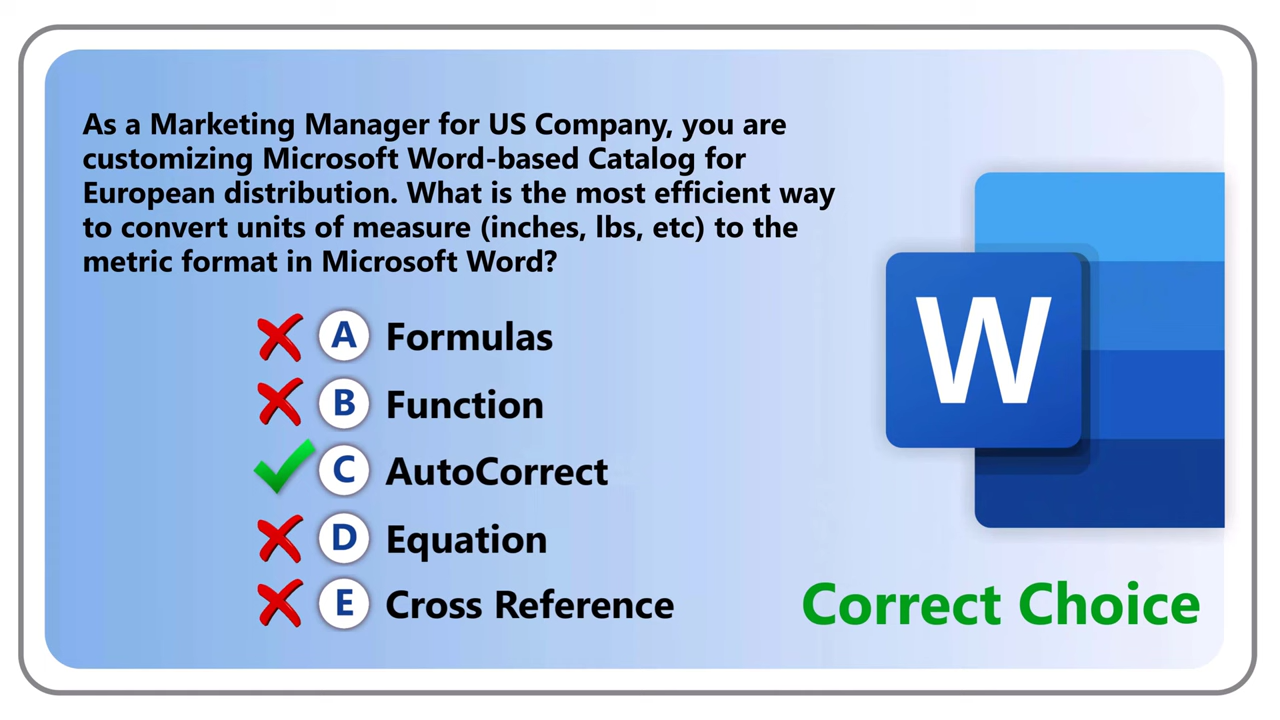 As a Marketing Manager for US Company, you are
customizing Microsoft Word-based Catalog for
European distribution. What is the most efficient way
to convert units of measure (inches, lbs, etc) to the
metric format in Microsoft Word?
A Formulas
B Function
C AutoCorrect
D Equation
E Cross Reference
W
Correct Choice